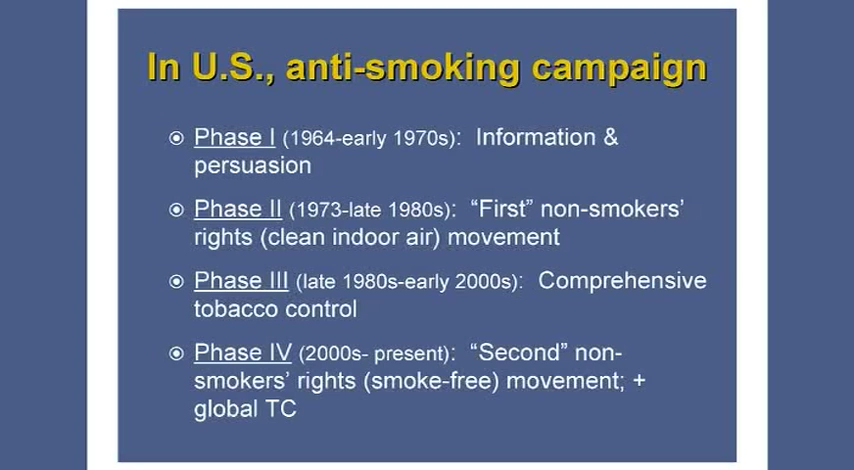 In U.S., anti-smoking campaign
Phase I (1964-early 1970s): Information &
persuasion
Phase II (1973-late 1980s): “First” non-smokers’
rights (clean indoor air) movement
Phase III (late 1980s-early 2000s): Comprehensive
tobacco control
Phase IV (2000s- present): “Second” non-
smokers’ rights (smoke-free) movement; +
global TC